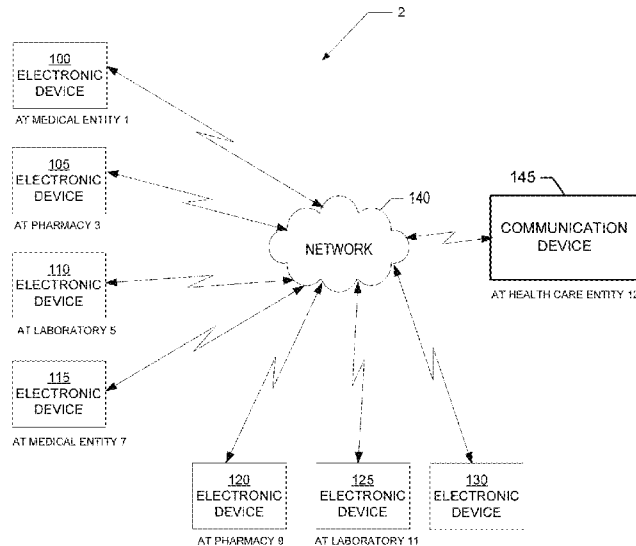 2
100
ELECTRONIC
DEVICE
AT MEDICAL ENTITY 1
105
ELECTRONIC
DEVICE
AT PHARMACY 3
110
ELECTRONIC
DEVICE
AT LABORATORY 5
115
ELECTRONIC
DEVICE
AT MEDICAL ENTITY 7
140
NETWORK
145
COMMUNICATION
DEVICE
AT HEALTH CARE ENTITY 12
120
ELECTRONIC
DEVICE
AT PHARMACY 9
125
ELECTRONIC
DEVICE
AT LABORATORY 11
130
ELECTRONIC
DEVICE